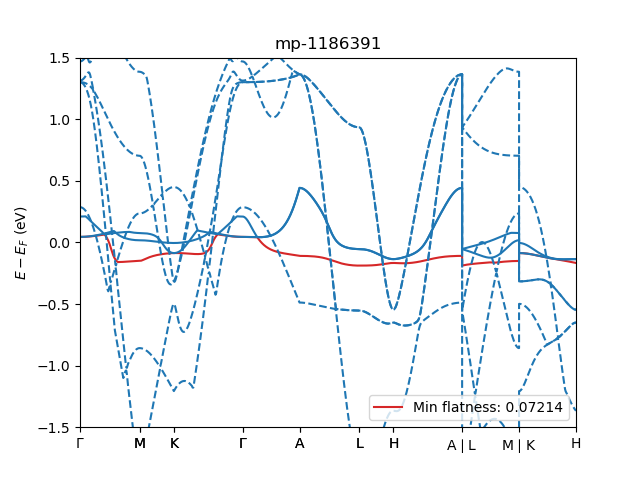 mp-1186391
E − E_F (eV)
1.5
1.0
0.5
0.0
−0.5
−1.0
−1.5
Min flatness: 0.07214
Γ M K Γ A L H A | L M | K H